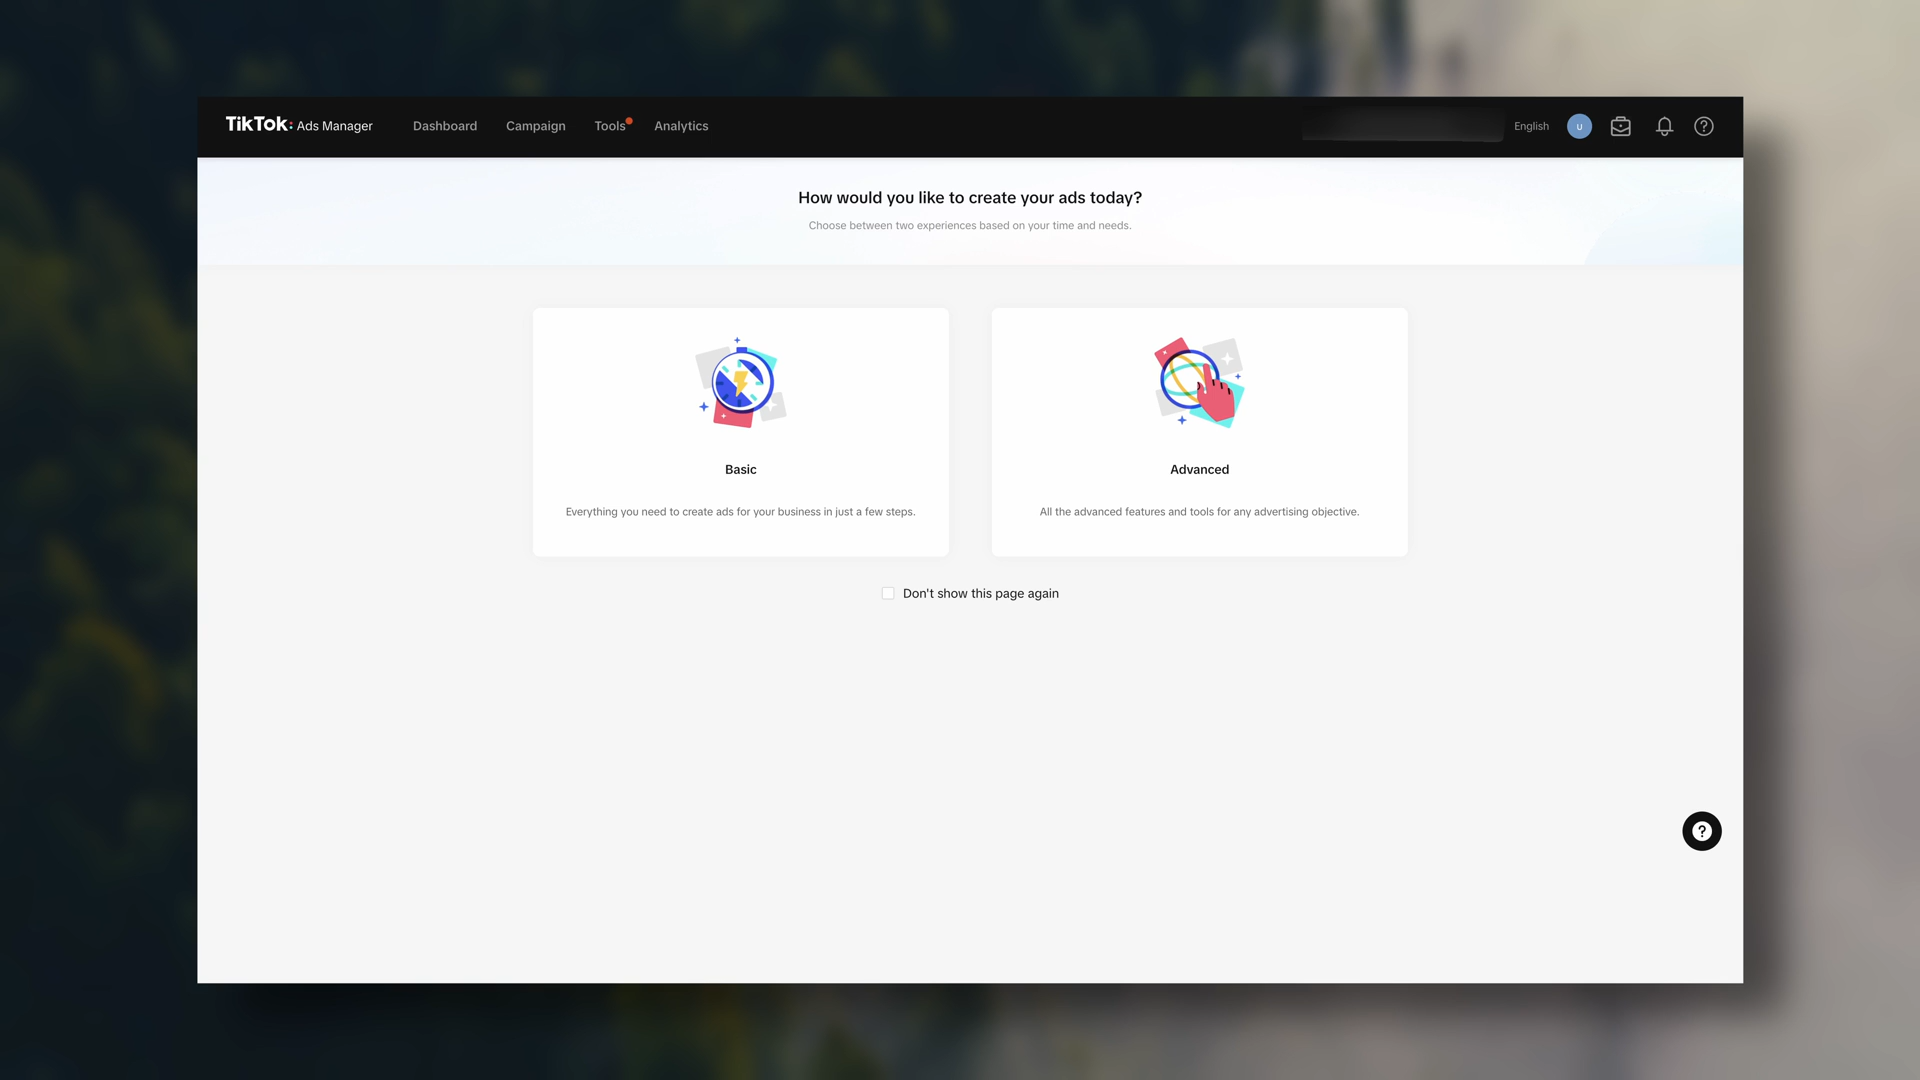 TikTok: Ads Manager Dashboard Campaign Tools Analytics English U
How would you like to create your ads today?
Choose between two experiences based on your time and needs.
Basic
Everything you need to create ads for your business in just a few steps.
Advanced
All the advanced features and tools for any advertising objective.
Don't show this page again